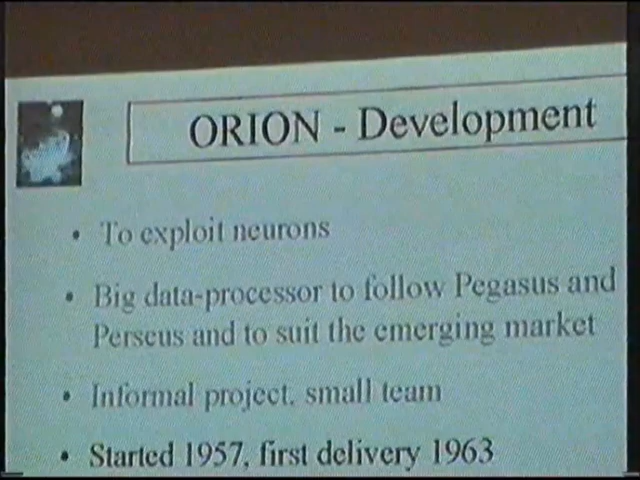 ORION - Development
• To exploit neurons
• Big data-processor to follow Pegasus and
Perseus and to suit the emerging market
• Informal project, small team
• Started 1957, first delivery 1963